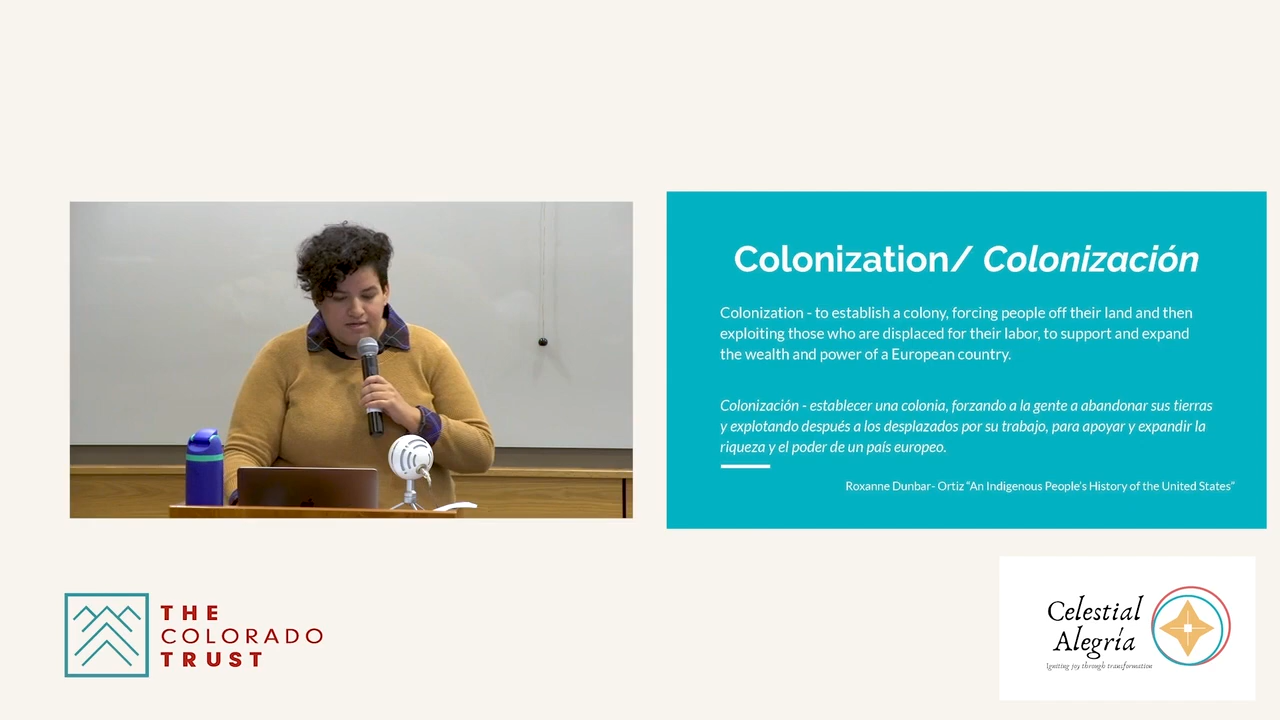 Colonization/ Colonización
Colonization - to establish a colony, forcing people off their land and then
exploiting those who are displaced for their labor, to support and expand
the wealth and power of a European country.
Colonización - establecer una colonia, forzando a la gente a abandonar sus tierras
y explotando después a los desplazados por su trabajo, para apoyar y expandir la
riqueza y el poder de un país europeo.
Roxanne Dunbar- Ortiz “An Indigenous People’s History of the United States”
THE
COLORADO
TRUST
Celestial
Alegría
Igniting joy through transformation